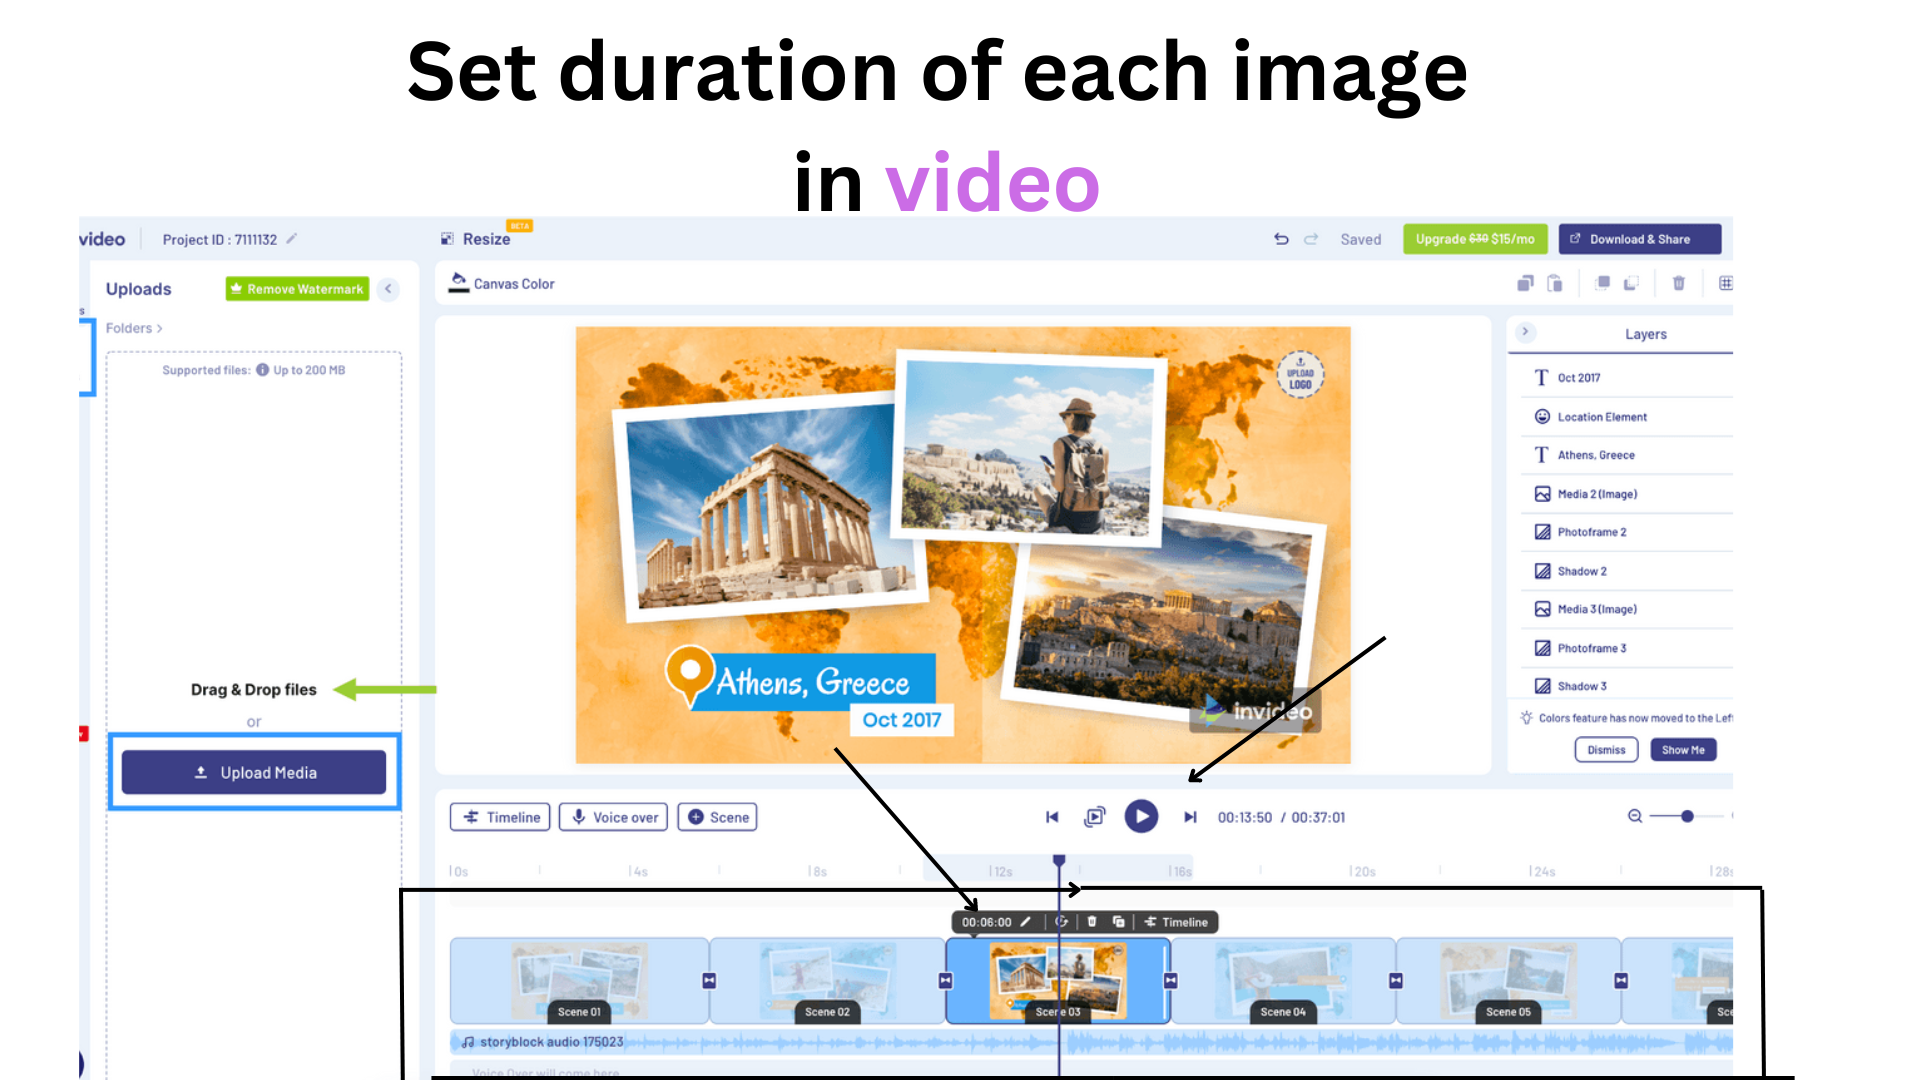 Set duration of each image
in video
video
Project ID : 7111132
Resize
BETA
Saved
Upgrade $30 $15/mo
Download & Share
Uploads
Remove Watermark
Canvas Color
s
Folders >
Supported files: Up to 200 MB
UPLOAD
LOGO
Layers
Oct 2017
Location Element
Athens, Greece
Media 2 (Image)
Photoframe 2
Shadow 2
Media 3 (Image)
Photoframe 3
Shadow 3
Athens, Greece
Oct 2017
invideo
Drag & Drop files
or
Upload Media
Colors feature has now moved to the Lef
Dismiss
Show Me
Timeline
Voice over
Scene
00:13:50 / 00:37:01
0s
4s
8s
12s
16s
20s
24s
28s
00:06:00
Timeline
Scene 01
Scene 02
Scene 03
Scene 04
Scene 05
Sce
storyblock audio 175023
Voice Over will come here